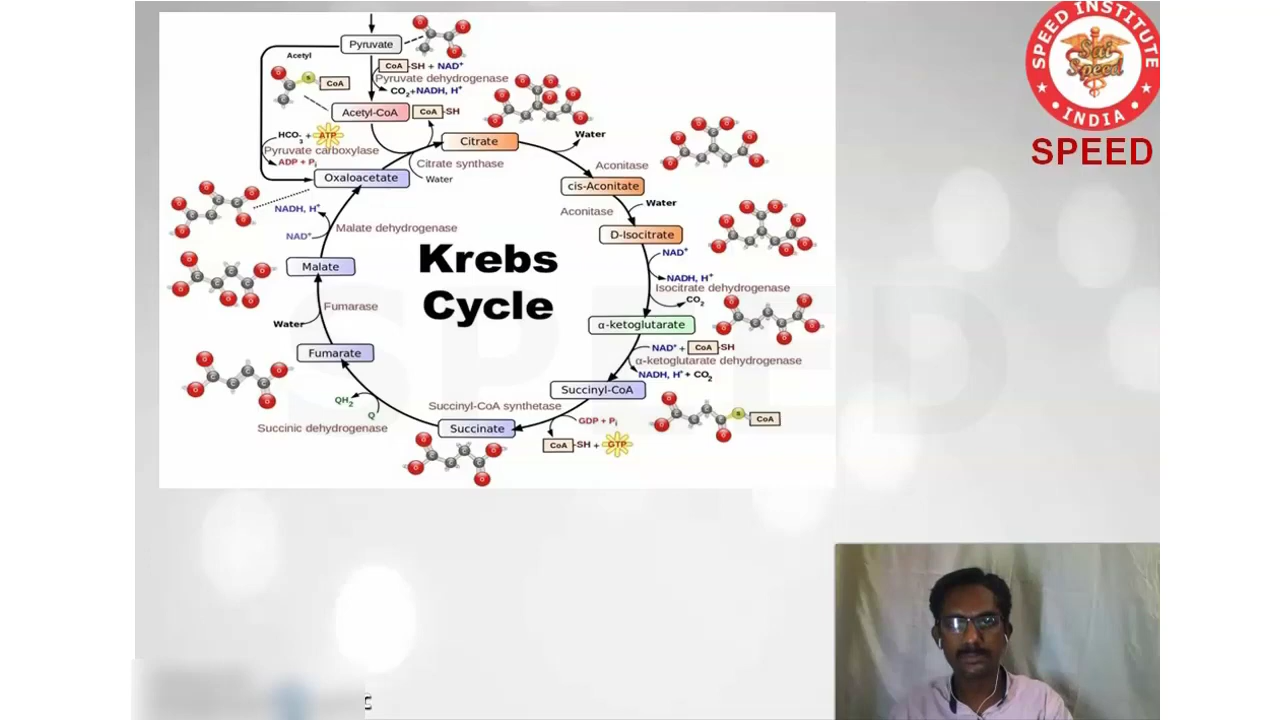 SPEED INSTITUTE
Sai
Speed
INDIA
SPEED
Pyruvate
Acetyl
CoA-SH + NAD⁺
Pyruvate dehydrogenase
CO₂+NADH, H⁺
S CoA
Acetyl-CoA
CoA-SH
HCO₃⁻ + ATP
Pyruvate carboxylase
ADP + Pᵢ
Citrate
Water
Citrate synthase
Water
Oxaloacetate
Aconitase
cis-Aconitate
Aconitase
Water
D-Isocitrate
NADH, H⁺
NAD⁺
Malate dehydrogenase
NAD⁺
NADH, H⁺
Isocitrate dehydrogenase
CO₂
Krebs
Cycle
Malate
Fumarase
Water
α-ketoglutarate
NAD⁺ + CoA-SH
α-ketoglutarate dehydrogenase
NADH, H⁺ + CO₂
Fumarate
Succinyl-CoA
QH₂
Q
Succinic dehydrogenase
Succinyl-CoA synthetase
GDP + Pᵢ
S CoA
Succinate
CoA-SH + GTP
SPEED